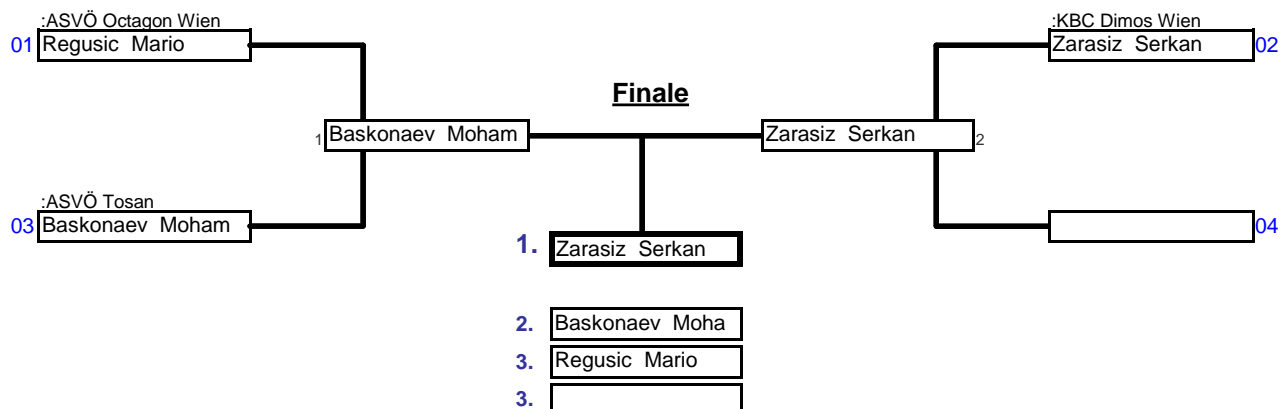 :ASVÖ Octagon Wien
:KBC Dimos Wien
01 Regusic Mario
Zarasiz Serkan 02
Finale
1 Baskonaev Moham
Zarasiz Serkan 2
:ASVÖ Tosan
03 Baskonaev Moham
04
1. Zarasiz Serkan
2. Baskonaev Moha
3. Regusic Mario
3.